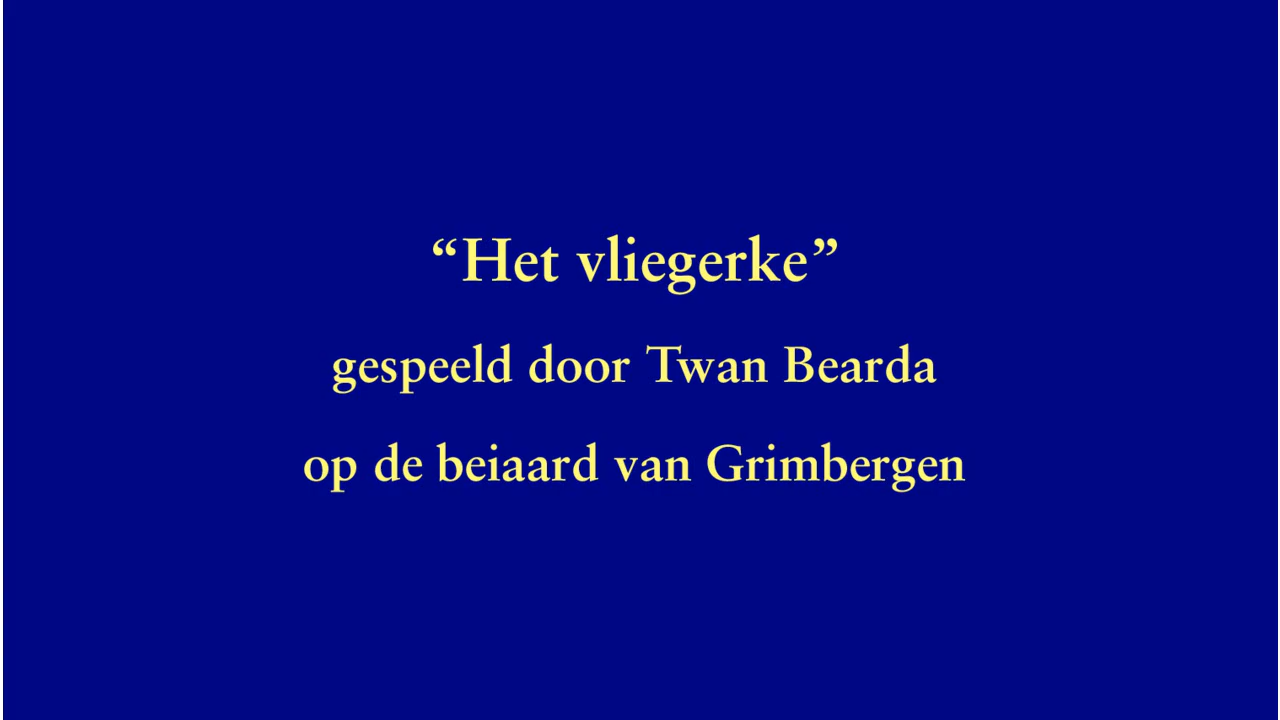 “Het vliegerke”
gespeeld door Twan Bearda
op de beiaard van Grimbergen